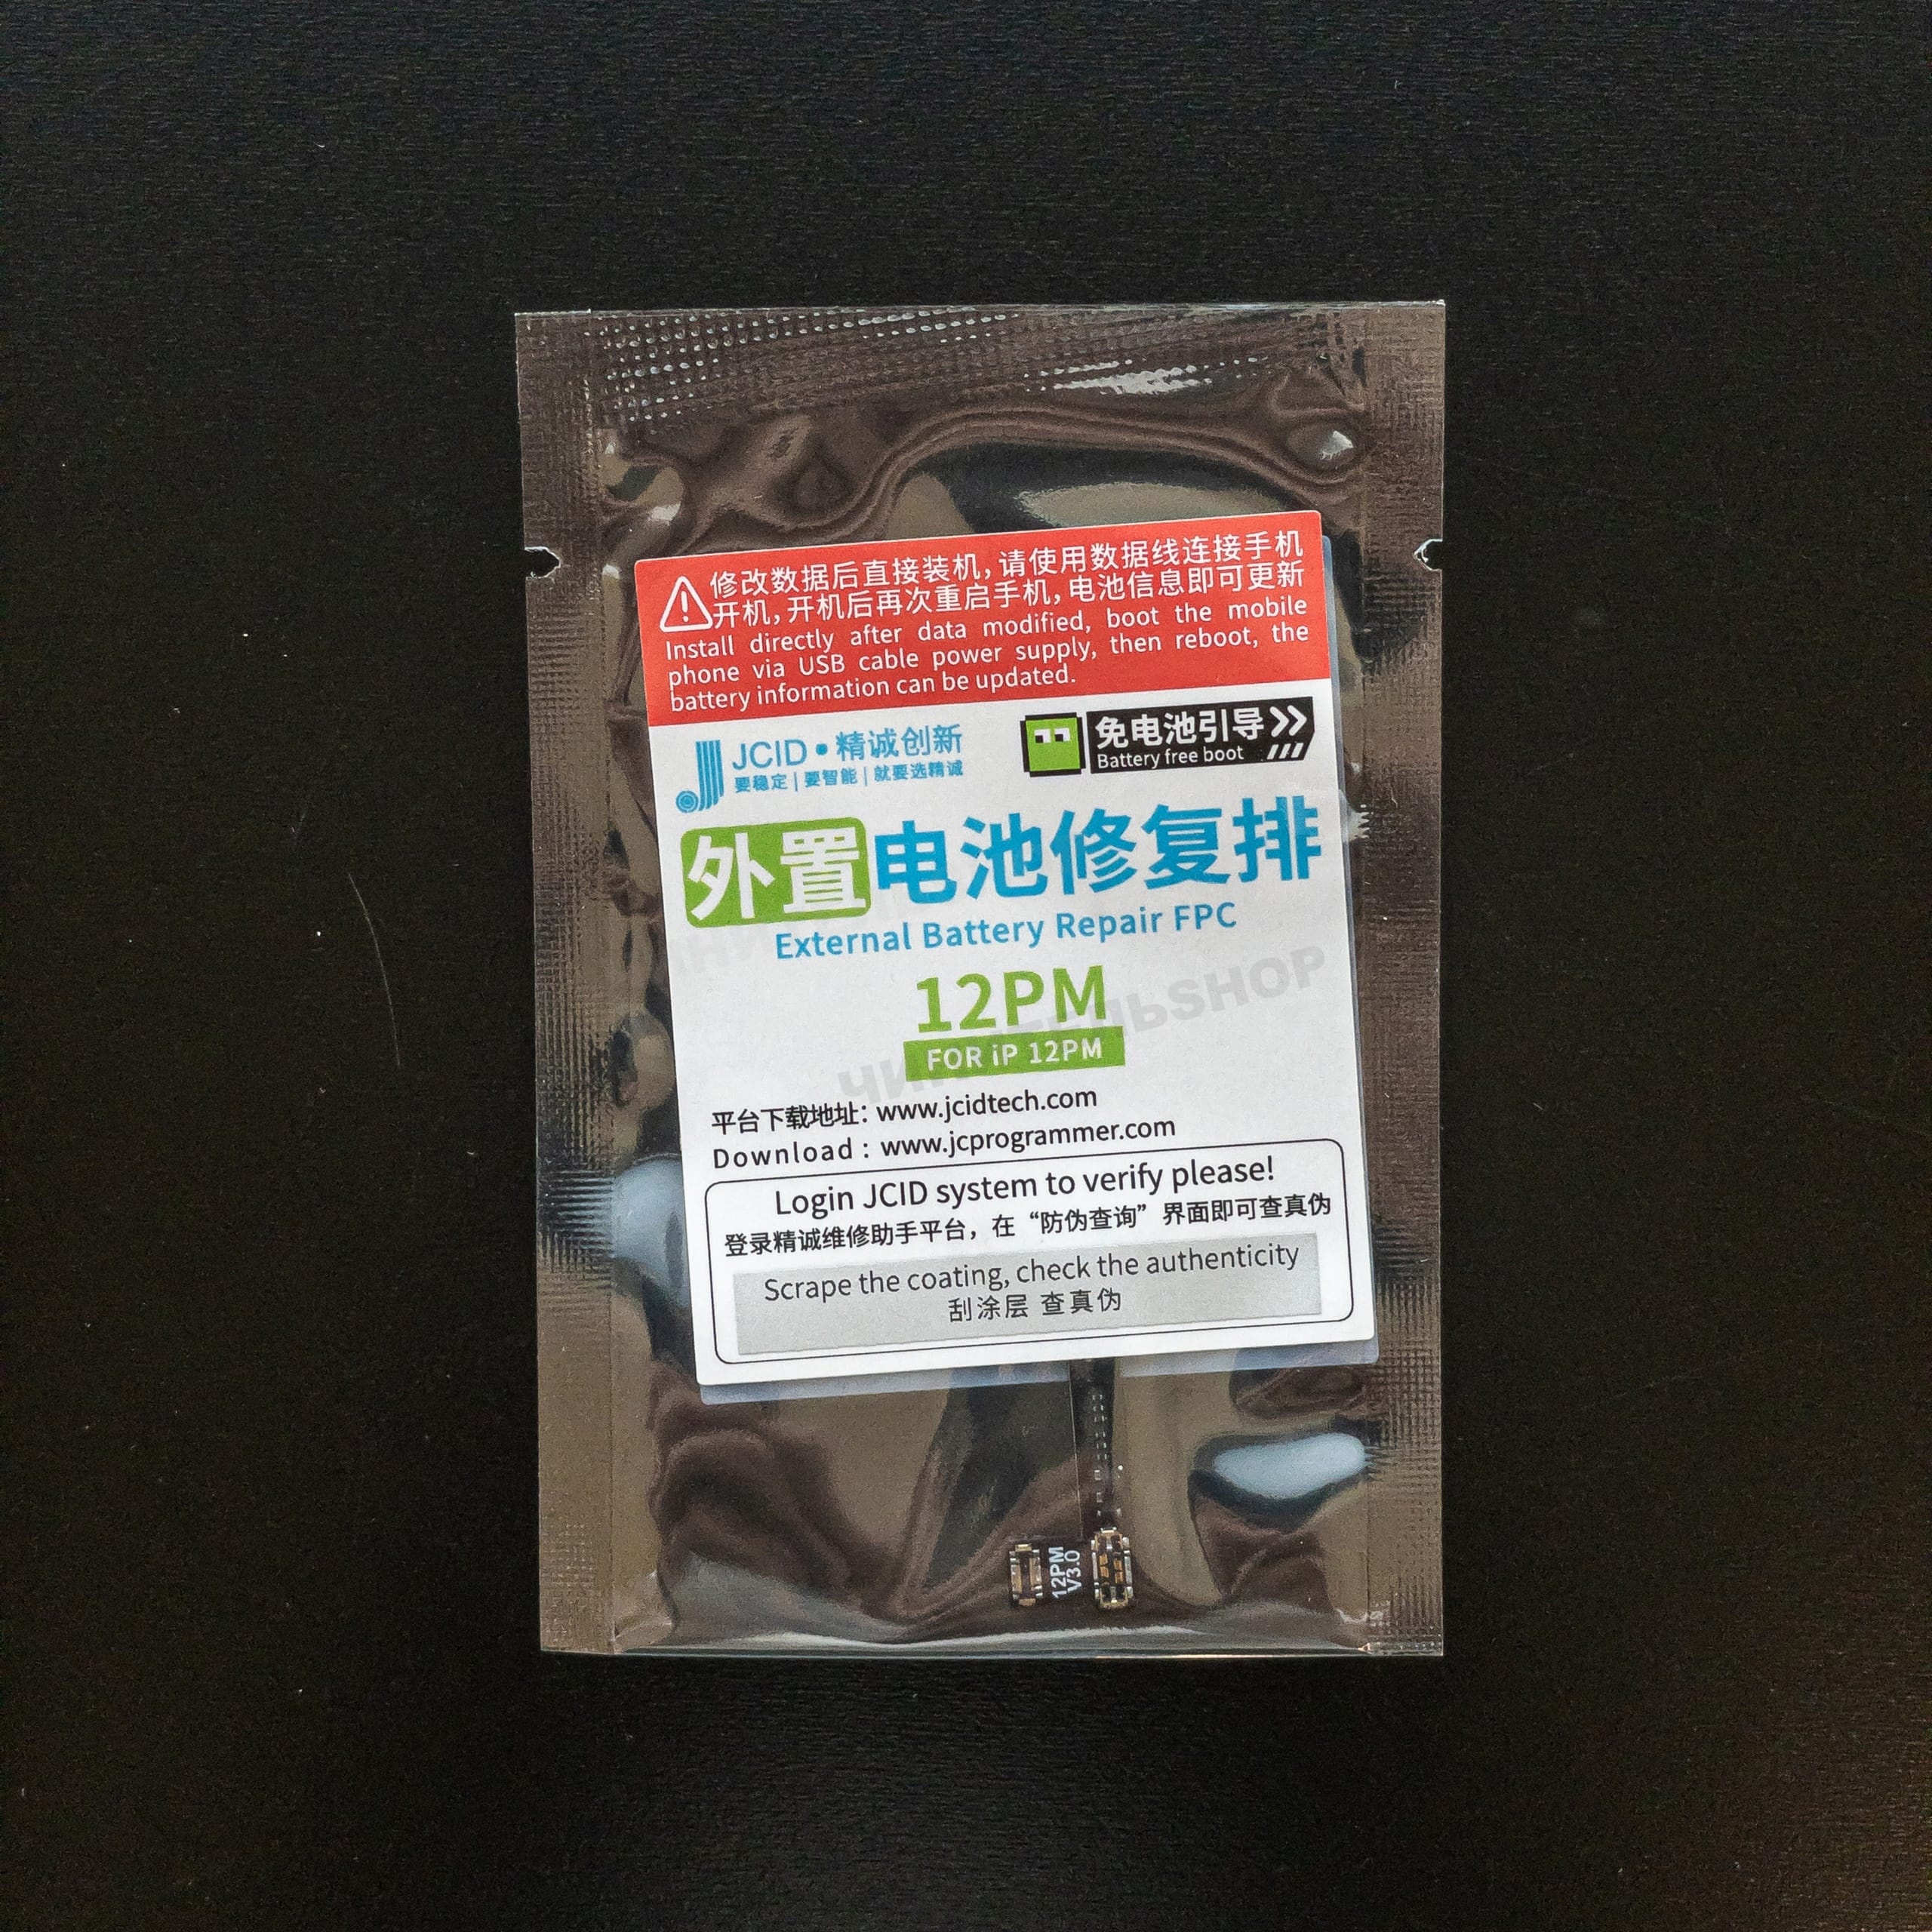 修改数据后直接装机，请使用数据线连接手机
开机，开机后再次重启手机，电池信息即可更新
Install directly after data modified, boot the mobile
phone via USB cable power supply, then reboot, the
battery information can be updated.
JCID•精诚创新
要稳定|要智能|就要选精诚
免电池引导
Battery free boot
外置电池修复排
External Battery Repair FPC
12PM
FOR iP 12PM
ЧИНИТЕЛЬSHOP
平台下载地址：www.jcidtech.com
Download : www.jcprogrammer.com
Login JCID system to verify please!
登录精诚维修助手平台，在“防伪查询”界面即可查真伪
Scrape the coating, check the authenticity
刮涂层 查真伪
12PM
V3.0